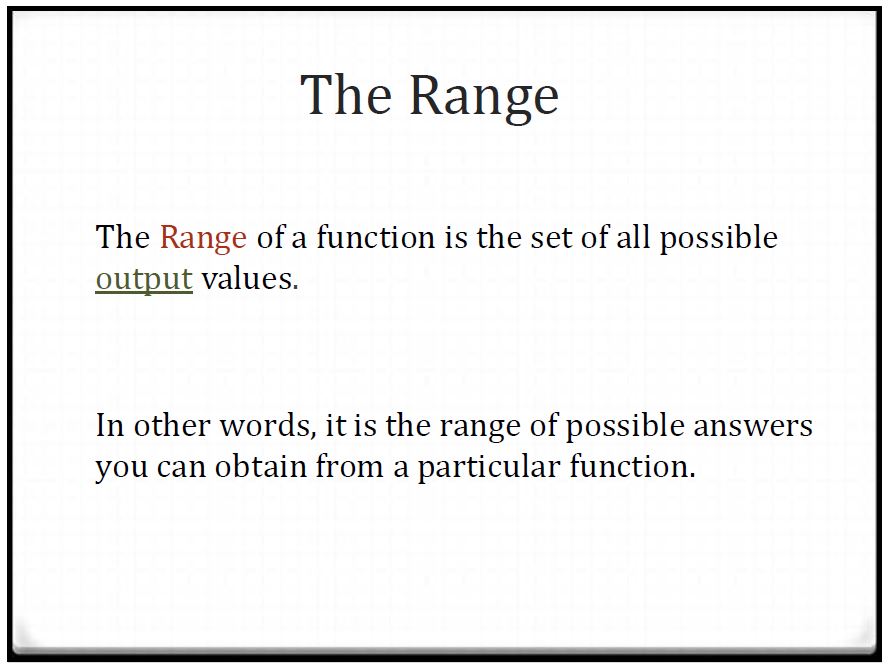 The Range
The Range of a function is the set of all possible
output values.
In other words, it is the range of possible answers
you can obtain from a particular function.